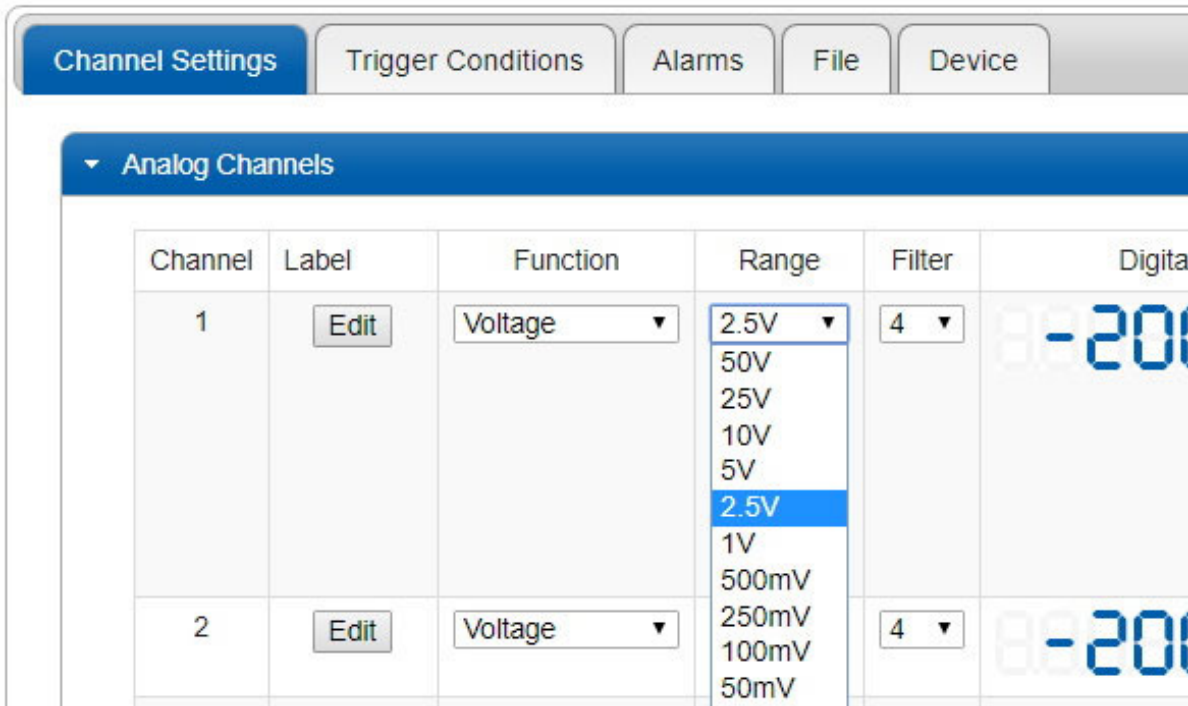 Channel Settings Trigger Conditions Alarms File Device
Analog Channels
Channel Label Function Range Filter
1 Edit Voltage 2.5V 4
50V
25V
10V
5V
2.5V
1V
500mV
250mV
2 Edit Voltage 4
100mV
50mV